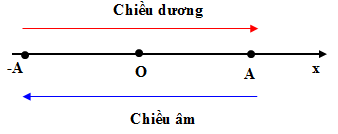 Chiều dương
-A O A x
Chiều âm